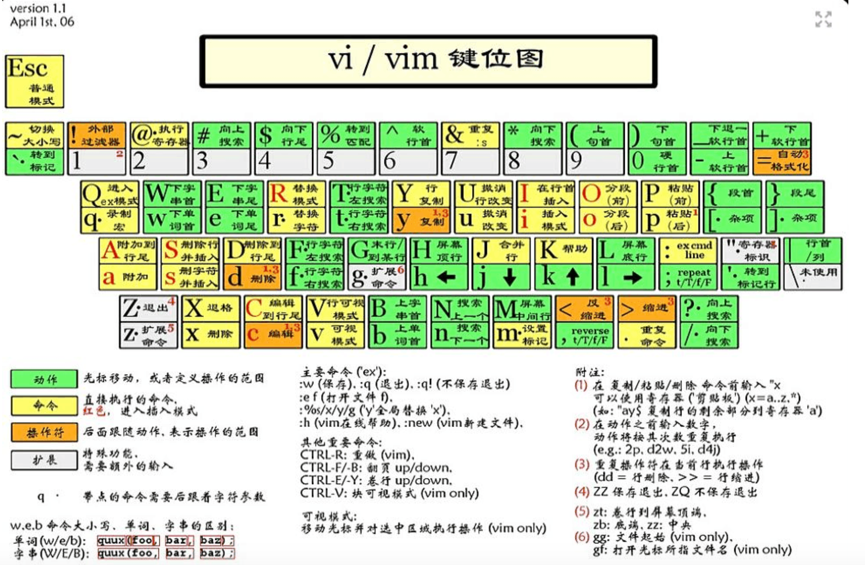 version 1.1
April 1st, 06
vi / vim 键位图
Esc
普通
模式
~ 切换
大小写
` · 转到
标记
! 外部
过滤器
1 2
@ · 执行
寄存器
2
# 向上
搜索
3
$ 向下
行尾
4
% 转到
匹配
5
^ 软
行首
6
& 重复
:s
7
* 向下
搜索
8
( 上
句首
9
) 下
句首
0 硬
行首
_ 下退一
软行首
- 上
软行首
+ 下
软行首
= 自动3
格式化
Q 进入
ex模式
q · 录制
宏
W 下字
串首
w 下单
词首
E 下字
串尾
e 下单
词尾
R 替换
模式
r · 替换
字符
T · 行字符
左搜索
t · 行字符
右搜索
Y 行
复制
y 1,3
复制
U 撤消
行改变
u 撤消
改变
I 在行首
插入
i 插入
模式
O 分段
(前)
o 分段
(后)
P 粘贴
(前)
p 粘贴1
(后)
{ 段首
[ · 杂项
} 段尾
] · 杂项
A 附加到
行尾
a 附加
S 删除行
并插入
s 删字符
并插入
D 删除到
行尾
d 1,3
删除
F · 行字符
左搜索
f · 行字符
右搜索
G 末行/
到某行
g · 扩展6
命令
H 屏幕
顶行
h ←
J 合并
行
j ↓
K 帮助
k ↑
L 屏幕
底行
l →
: ex cmd
line
; repeat
t/T/f/F
" · 寄存器1
标识
' · 转到
标记行
| 行首
/列
\ 未使用
Z · 退出4
z · 扩展5
命令
X 退格
x 删除
C 编辑
到行尾
c 1,3
编辑
V 行可视
模式
v 可视
模式
B 上字
串首
b 上单
词首
N 搜索
上一个
n 搜索
下一个
M 屏幕
中间行
m · 设置
标记
< 3
反缩进
, reverse
t/T/f/F
> 3
缩进
. 重复
命令
? · 向上
搜索
/ · 向下
搜索
动作 光标移动，或者定义操作的范围
命令 直接执行的命令,
红色, 进入插入模式
操作符 后面跟随动作,表示操作的范围
扩展 特殊功能,
需要额外的输入
q · 带点的命令需要后跟着字符参数
w,e,b 命令大小写、单词、字串的区别:
单词(w/e/b): quux(foo, bar, baz);
字串(W/E/B): quux(foo, bar, baz);
主要命令 ('ex'):
:w (保存), :q (退出), :q! (不保存退出)
:e f (打开文件 f),
:%s/x/y/g ('y'全局替换 'x'),
:h (vim在线帮助), :new (vim新建文件),
其他重要命令:
CTRL-R: 重做 (vim),
CTRL-F/-B: 翻页 up/down,
CTRL-E/-Y: 卷行 up/down,
CTRL-V: 块可视模式 (vim only)
可视模式:
移动光标并对选中区域执行操作 (vim only)
附注:
(1) 在 复制/粘贴/删除 命令前输入 "x
可以使用寄存器 ('剪贴板') (x=a..z,*)
(如: "ay$ 复制行的剩余部分到寄存器 'a')
(2) 在动作之前输入数字,
动作将按其次数重复执行
(e.g.: 2p, d2w, 5i, d4j)
(3) 重复操作符在当前行执行操作
(dd = 行删除, >> = 行缩进)
(4) ZZ 保存退出, ZQ 不保存退出
(5) zt: 卷行到屏幕顶端,
zb: 底端, zz: 中央
(6) gg: 文件起始 (vim only),
gf: 打开光标所指文件名 (vim only)